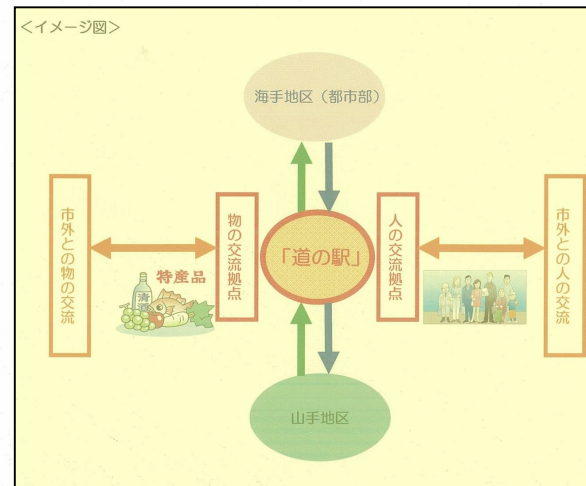 ＜イメージ図＞
海手地区（都市部）
市外との物の交流
物の交流拠点
「道の駅」
人の交流拠点
市外との人の交流
特産品
清酒
山手地区